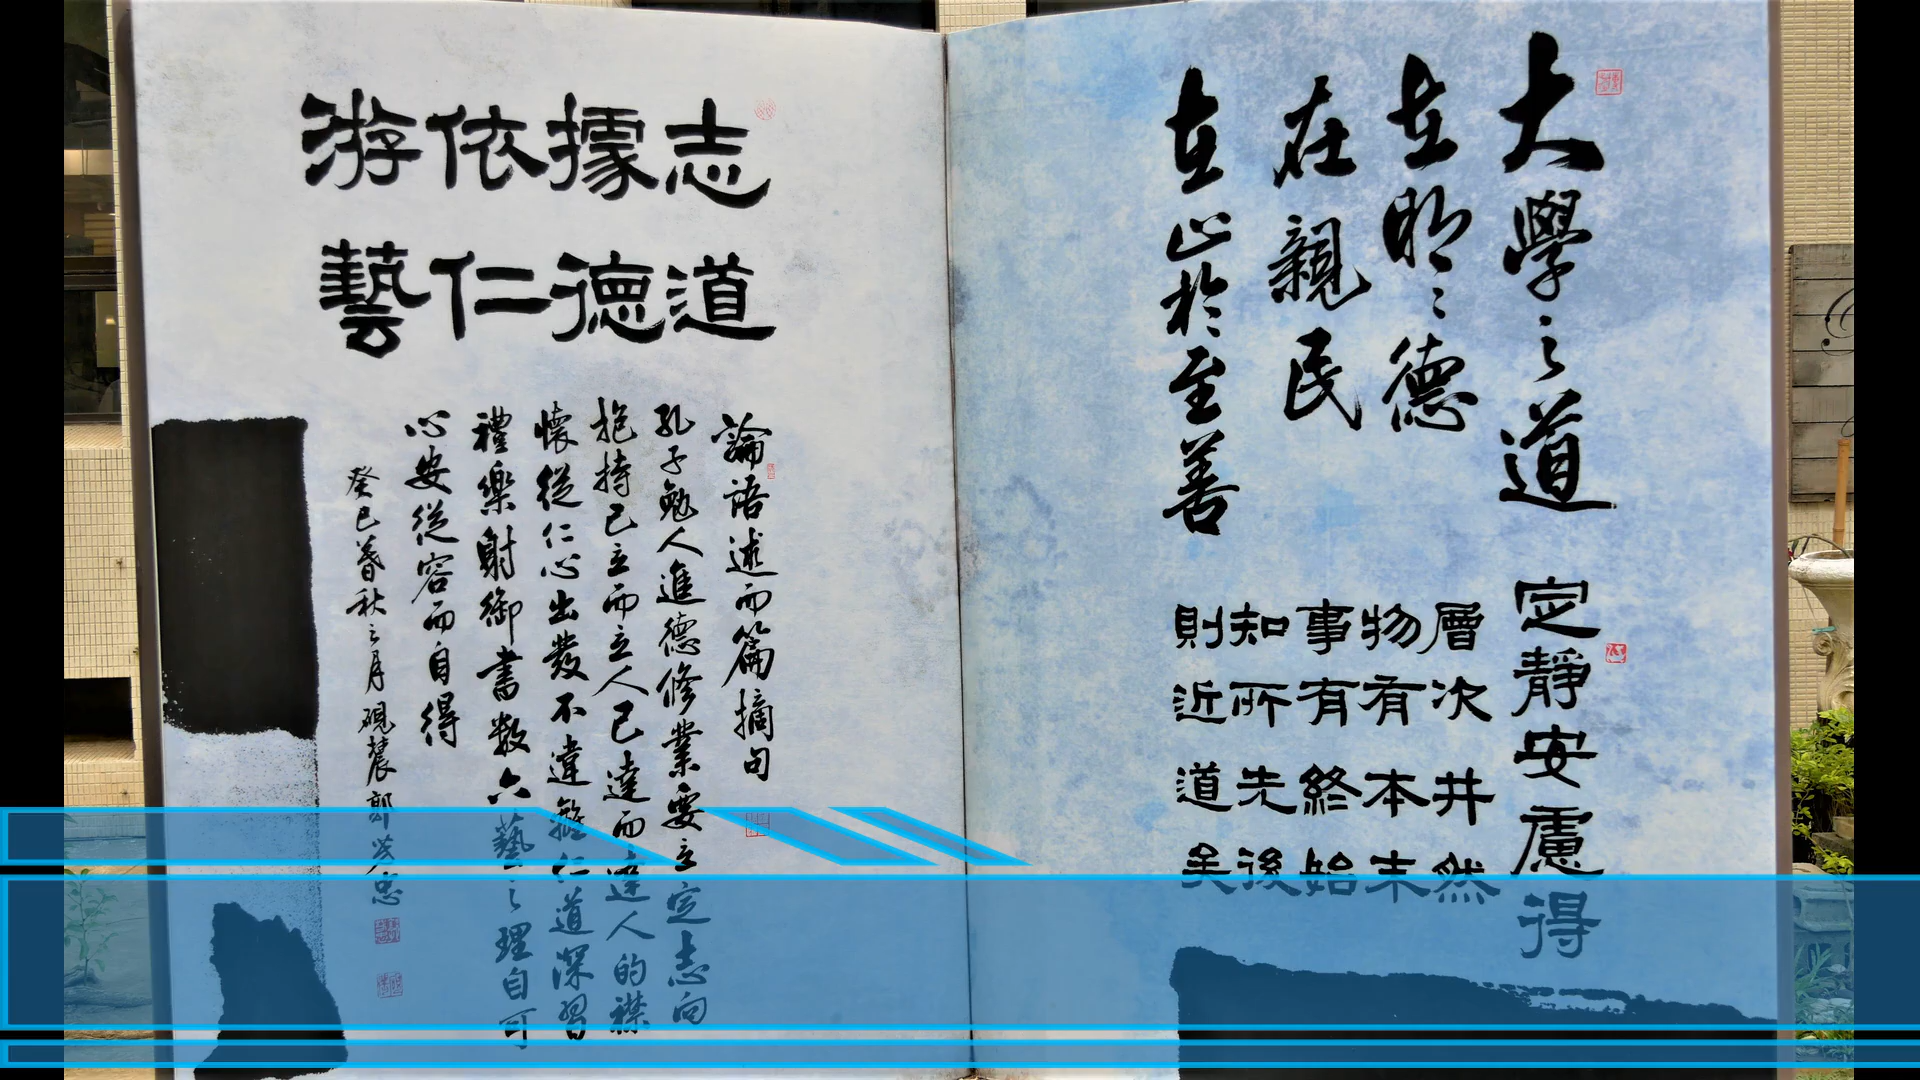 大學之道
在明明德
在親民
在止於至善
定靜安慮得
層次井然
物有本末
事有終始
知所先後
則近道矣
志道
據德
依仁
游藝
論語述而篇摘句
孔子勉人進德修業要立定志向
抱持己立而立人己達而達人的襟
懷從仁心出發不違離仁道深習
禮樂射御書數六藝之理自可
心安從容而自得
癸巳暮秋之月硯農郭芳忠